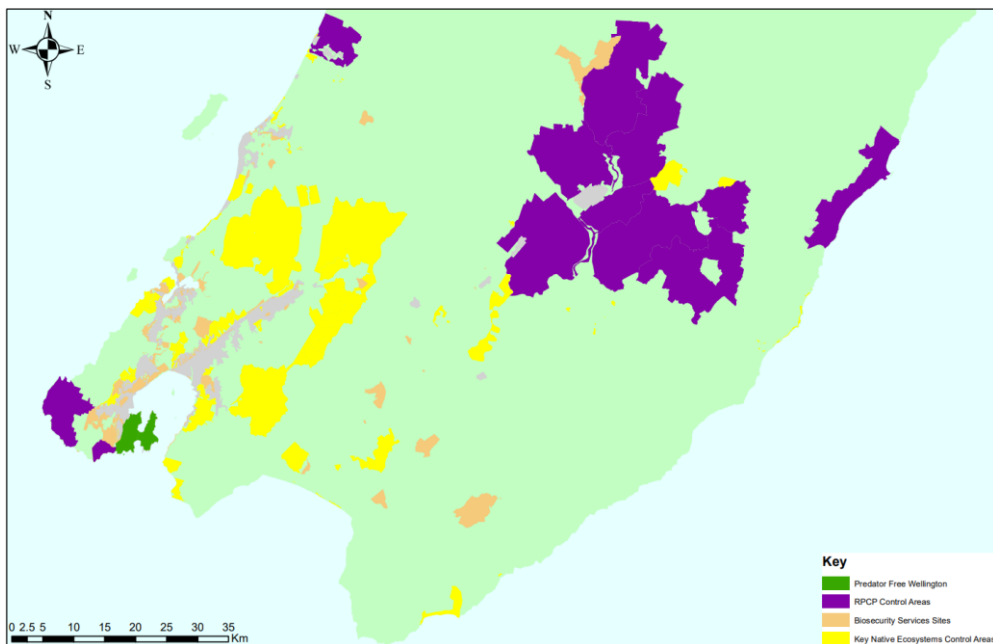 N
W E
S
Key
Predator Free Wellington
RPCP Control Areas
Biosecurity Services Sites
Key Native Ecosystems Control Areas
0 2.5 5 10 15 20 25 30 35
Km